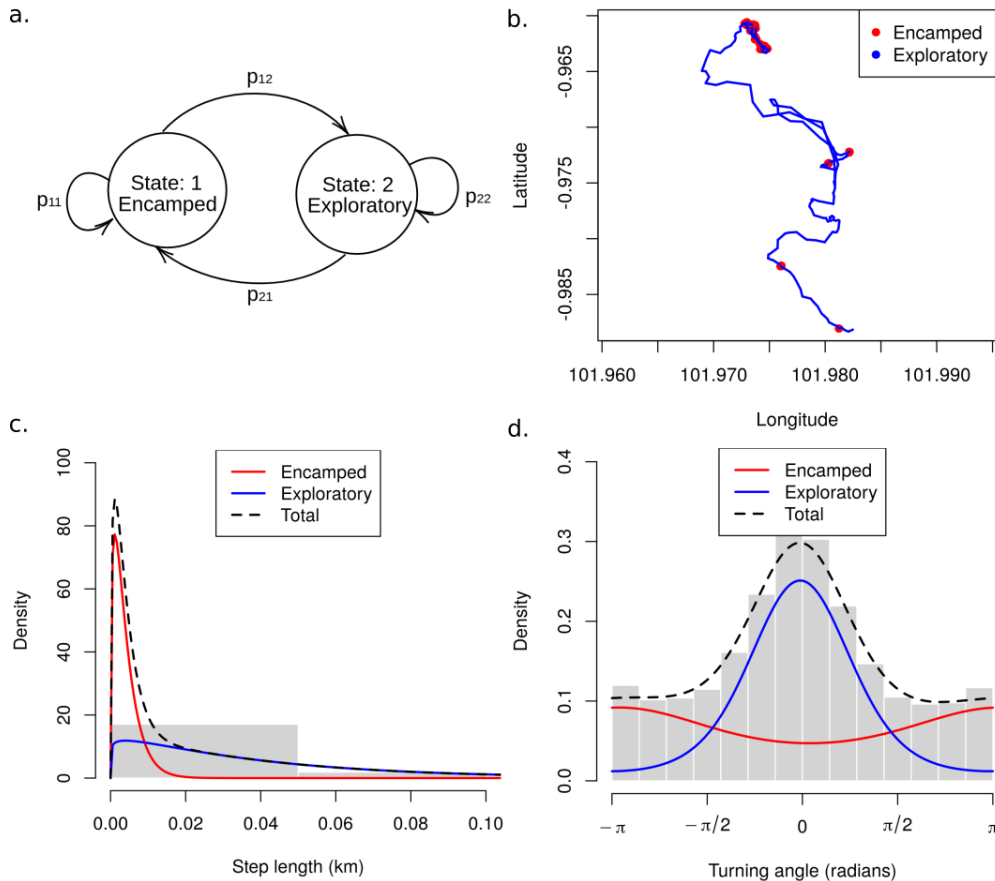 a.
p12
State: 1
Encamped
State: 2
Exploratory
p11
p22
p21
b.
Encamped
Exploratory
Latitude
-0.965
-0.975
-0.985
101.960
101.970
101.980
101.990
Longitude
c.
Encamped
Exploratory
Total
Density
100
80
60
40
20
0
0.00
0.02
0.04
0.06
0.08
0.10
Step length (km)
d.
Encamped
Exploratory
Total
Density
0.4
0.3
0.2
0.1
0.0
−π
−π/2
0
π/2
π
Turning angle (radians)